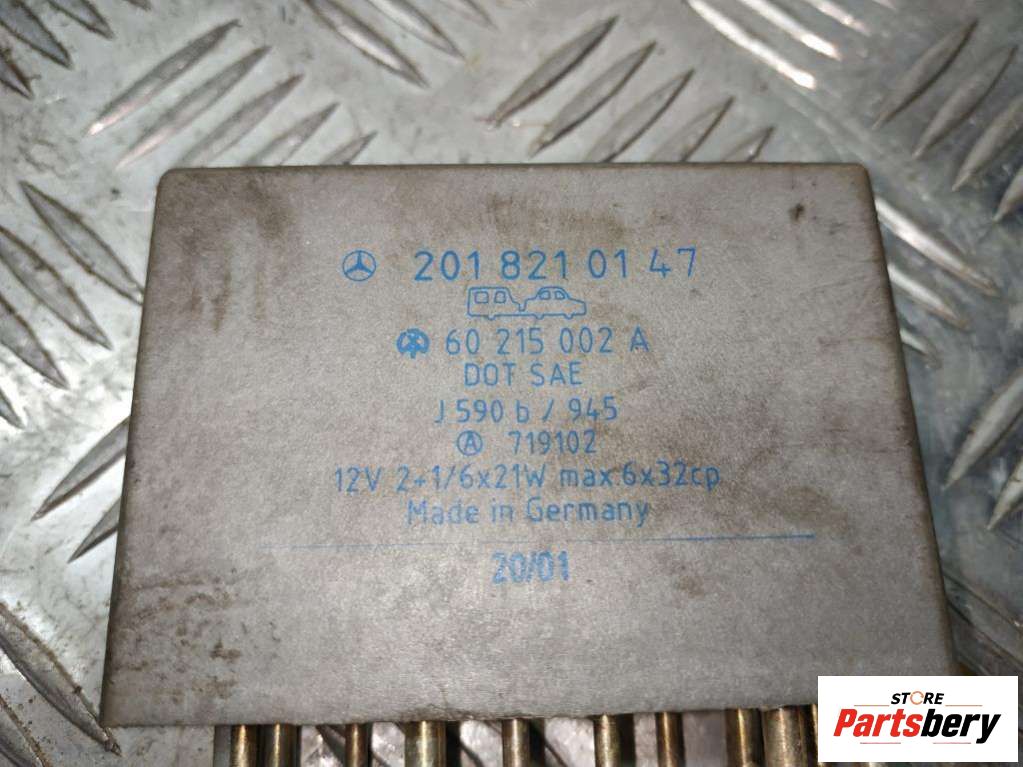 201 821 01 47
60 215 002 A
DOT SAE
J 590 b / 945
A 719102
12V 2+1/6x21W max.6x32cp
Made in Germany
20/01
STORE
Partsbery